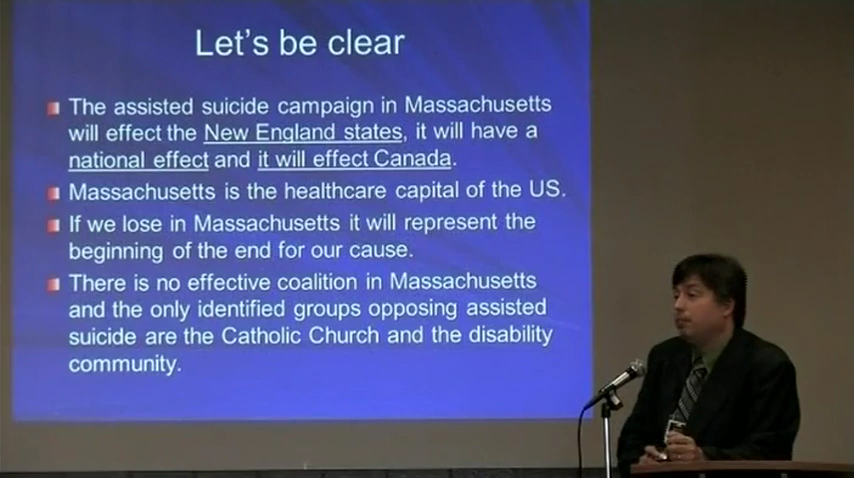 Let's be clear
The assisted suicide campaign in Massachusetts
will effect the New England states, it will have a
national effect and it will effect Canada.
Massachusetts is the healthcare capital of the US.
If we lose in Massachusetts it will represent the
beginning of the end for our cause.
There is no effective coalition in Massachusetts
and the only identified groups opposing assisted
suicide are the Catholic Church and the disability
community.